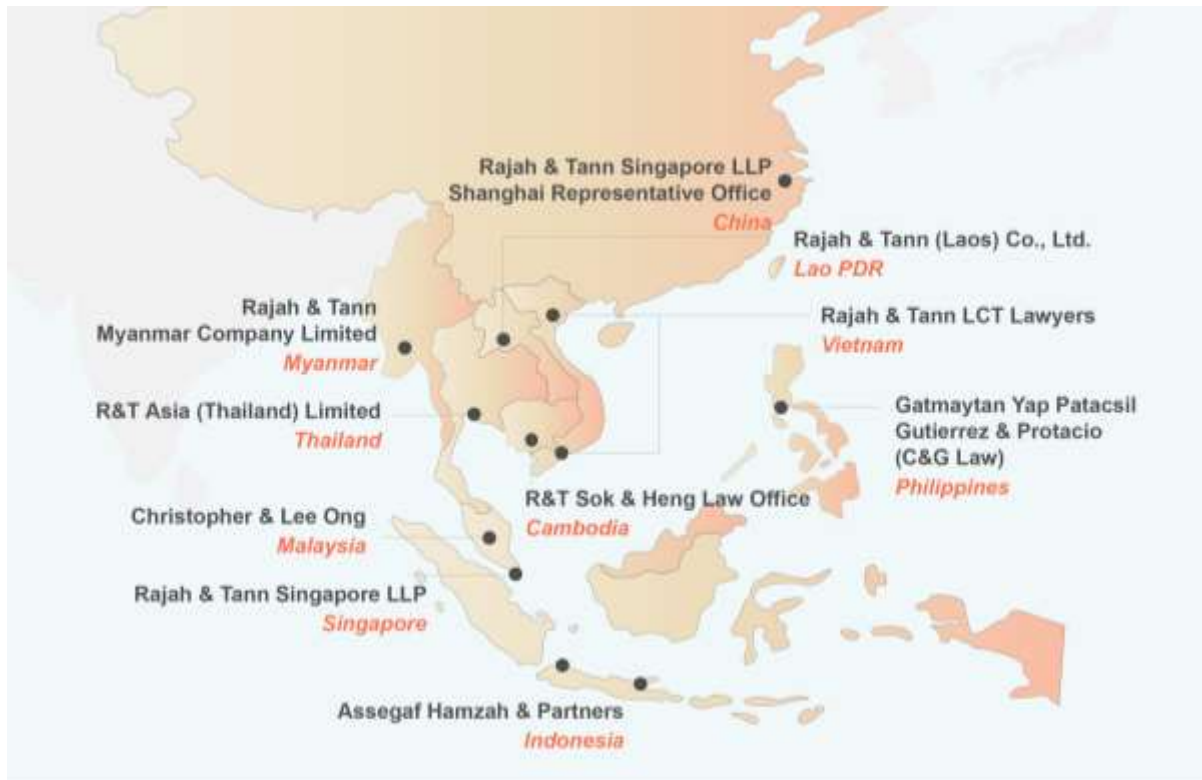 Rajah & Tann Singapore LLP
Shanghai Representative Office
China
Rajah & Tann (Laos) Co., Ltd.
Lao PDR
Rajah & Tann
Myanmar Company Limited
Myanmar
Rajah & Tann LCT Lawyers
Vietnam
R&T Asia (Thailand) Limited
Thailand
Gatmaytan Yap Patacsil
Gutierrez & Protacio
(C&G Law)
Philippines
R&T Sok & Heng Law Office
Cambodia
Christopher & Lee Ong
Malaysia
Rajah & Tann Singapore LLP
Singapore
Assegaf Hamzah & Partners
Indonesia